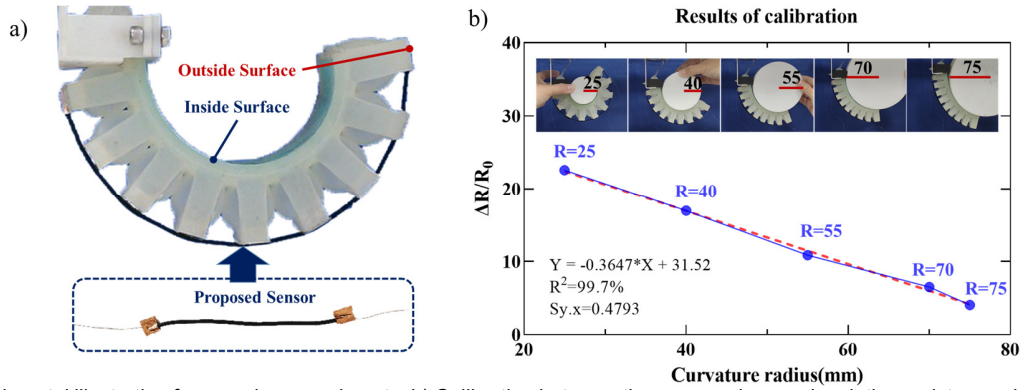 a)
Outside Surface
Inside Surface
Proposed Sensor
b)
Results of calibration
ΔR/R0
40
30
20
10
0
25
40
55
70
75
R=25
R=40
R=55
R=70
R=75
Y = -0.3647*X + 31.52
R²=99.7%
Sy.x=0.4793
20
40
60
80
Curvature radius(mm)